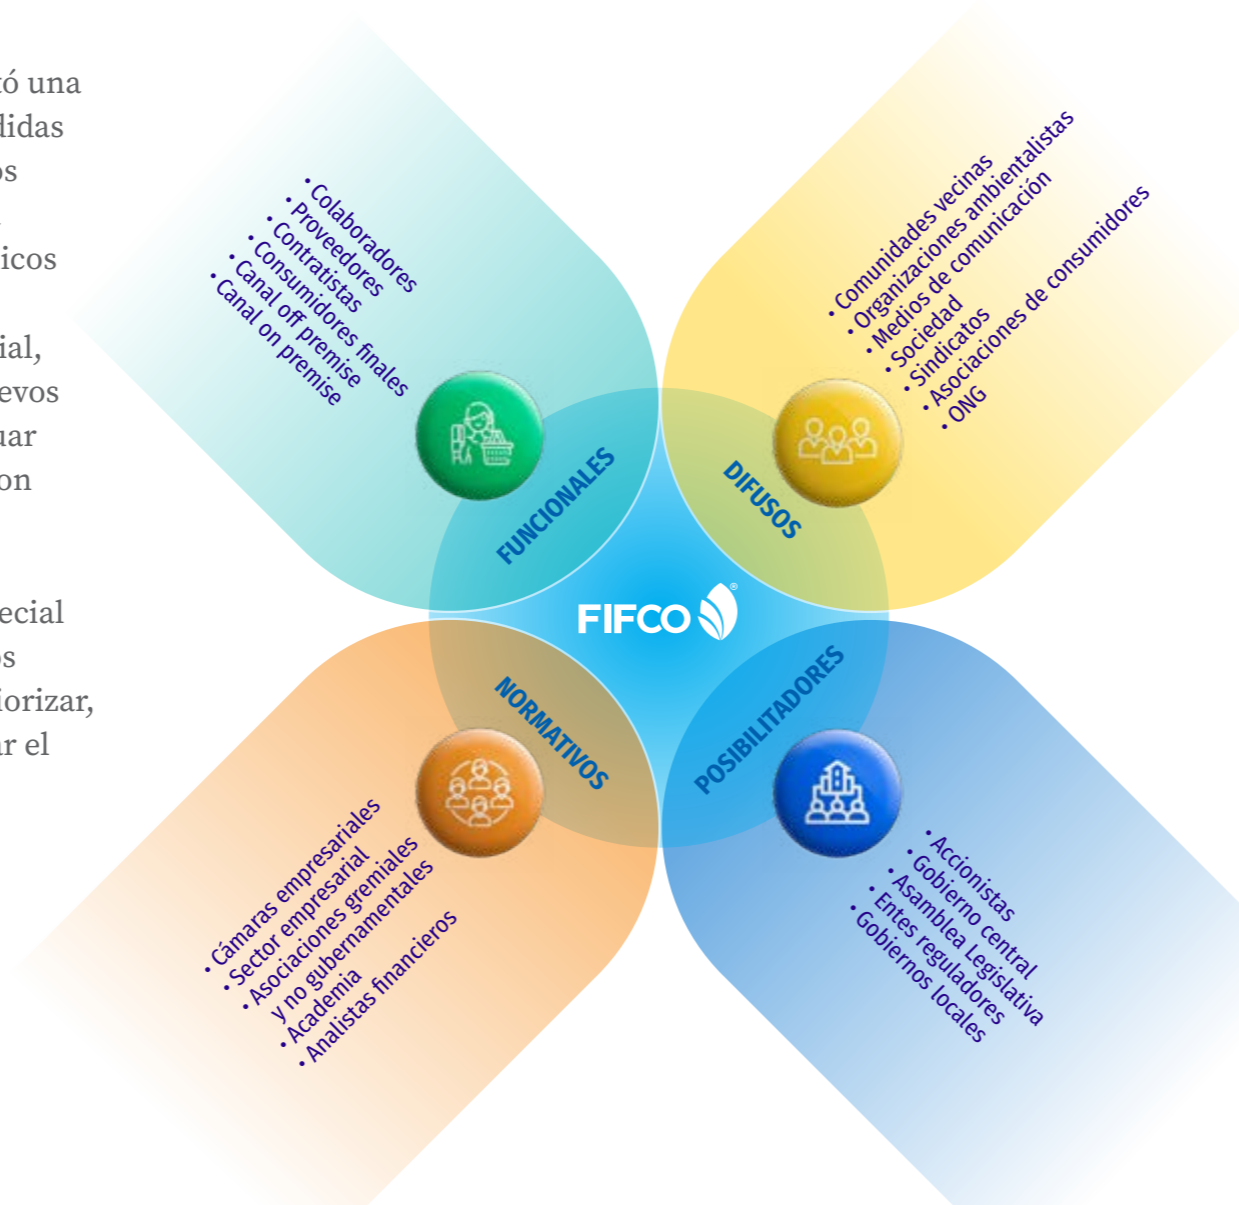 ó una
didas
os
icos
ial,
evos
uar
on
ecial
os
iorizar,
ar el
• Colaboradores
• Proveedores
• Contratistas
• Consumidores finales
• Canal off premise
• Canal on premise
FUNCIONALES
• Comunidades vecinas
• Organizaciones ambientalistas
• Medios de comunicación
• Sociedad
• Sindicatos
• Asociaciones de consumidores
• ONG
DIFUSOS
FIFCO®
NORMATIVOS
• Cámaras empresariales
• Sector empresarial
• Asociaciones gremiales
y no gubernamentales
• Academia
• Analistas financieros
POSIBILITADORES
• Accionistas
• Gobierno central
• Asamblea Legislativa
• Entes reguladores
• Gobiernos locales